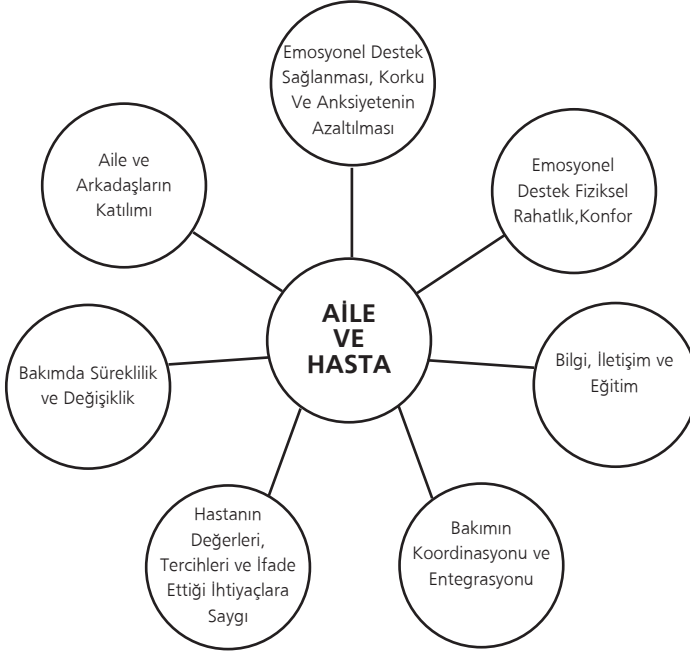 Emosyonel Destek
Sağlanması, Korku
Ve Anksiyetenin
Azaltılması
Aile ve
Arkadaşların
Katılımı
Emosyonel
Destek Fiziksel
Rahatlık,Konfor
AİLE
VE
HASTA
Bakımda Süreklilik
ve Değişiklik
Bilgi, İletişim ve
Eğitim
Hastanın
Değerleri,
Tercihleri ve İfade
Ettiği İhtiyaçlara
Saygı
Bakımın
Koordinasyonu ve
Entegrasyonu